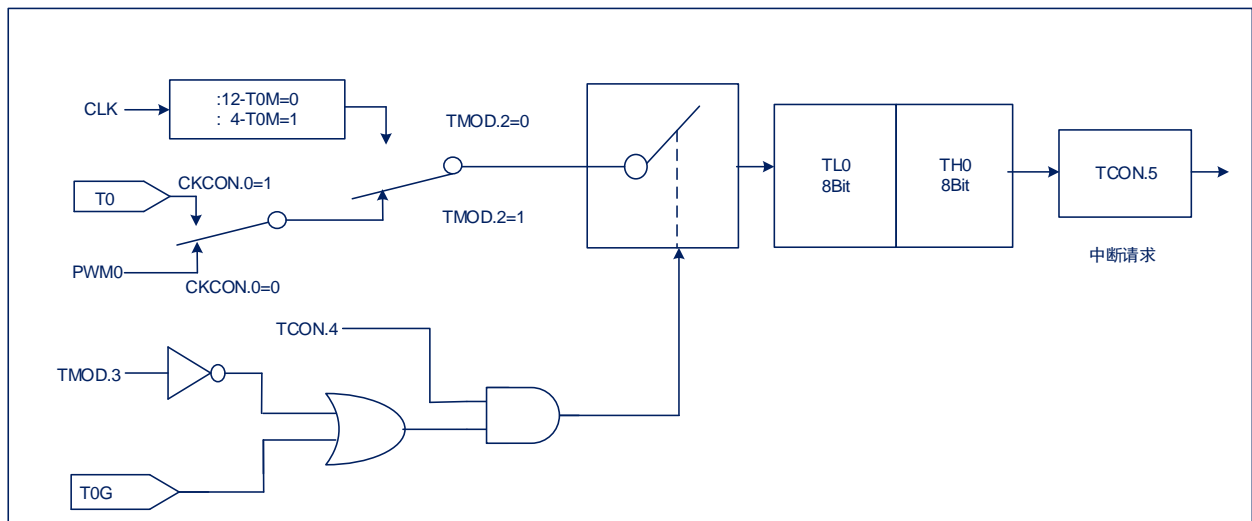 :12-T0M=0
: 4-T0M=1
CLK
TMOD.2=0
T0
CKCON.0=1
TMOD.2=1
PWM0
CKCON.0=0
TL0
8Bit
TH0
8Bit
TCON.5
中断请求
TCON.4
TMOD.3
T0G